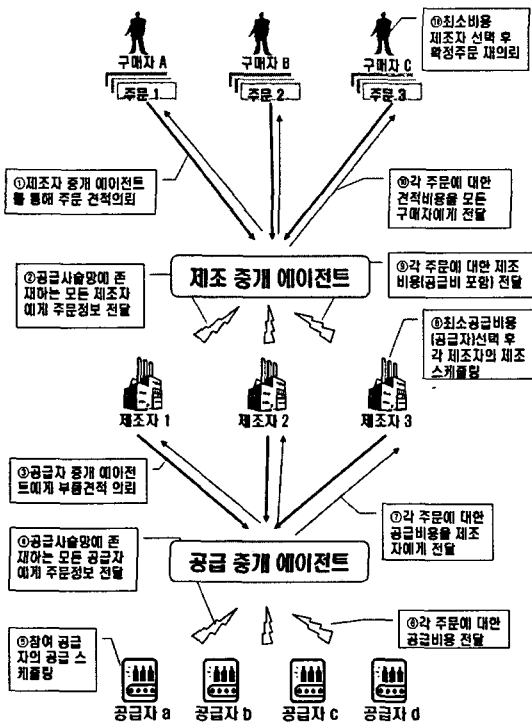 구매자 A
주문 1
구매자 B
주문 2
구매자 C
주문 3
⑪최소비용
제조자 선택 후
확정주문 재의뢰
①제조자 중개 에이전트
를 통해 주문 견적의뢰
⑩각 주문에 대한
견적비용을 모든
구매자에게 전달
②공급사슬망에 존
재하는 모든 제조자
에게 주문정보 전달
제조 중개 에이전트
⑨각 주문에 대한 제조
비용(공급비 포함) 전달
⑧최소공급비용
(공급자)선택 후
각 제조자의 제조
스케쥴링
제조자 1
제조자 2
제조자 3
③공급자 중개 에이전
트에게 부품견적 의뢰
⑦각 주문에 대한
공급비용을 제조
자에게 전달
④공급사슬망에 존
재하는 모든 공급자
에게 주문정보 전달
공급 중개 에이전트
⑤참여 공급
자의 공급 스
케쥴링
⑥각 주문에 대한
공급비용 전달
공급자 a
공급자 b
공급자 c
공급자 d